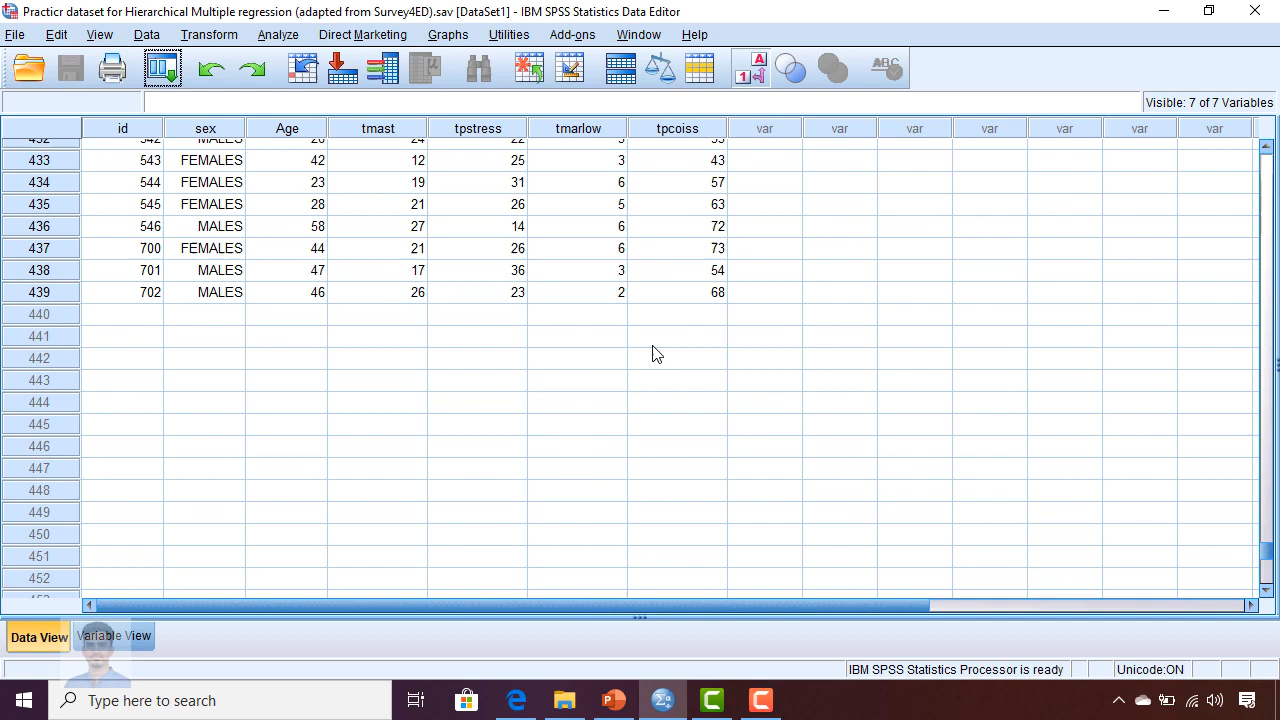 Practicr dataset for Hierarchical Multiple regression (adapted from Survey4ED) .sav [DataSet1] - IBM SPSS Statistics Data Editor
File Edit View Data Transform Analyze Direct Marketing Graphs Utilities Add-ons Window Help
Visible: 7 of 7 Variables
id sex Age tmast tpstress tmarlow tpcoiss var var var var var var var
433 543 FEMALES 42 12 25 3 43
434 544 FEMALES 23 19 31 6 57
435 545 FEMALES 28 21 26 5 63
436 546 MALES 58 27 14 6 72
437 700 FEMALES 44 21 26 6 73
438 701 MALES 47 17 36 3 54
439 702 MALES 46 26 23 2 68
440
441
442
443
444
445
446
447
448
449
450
451
452
Data View Variable View
IBM SPSS Statistics Processor is ready Unicode:ON
Type here to search